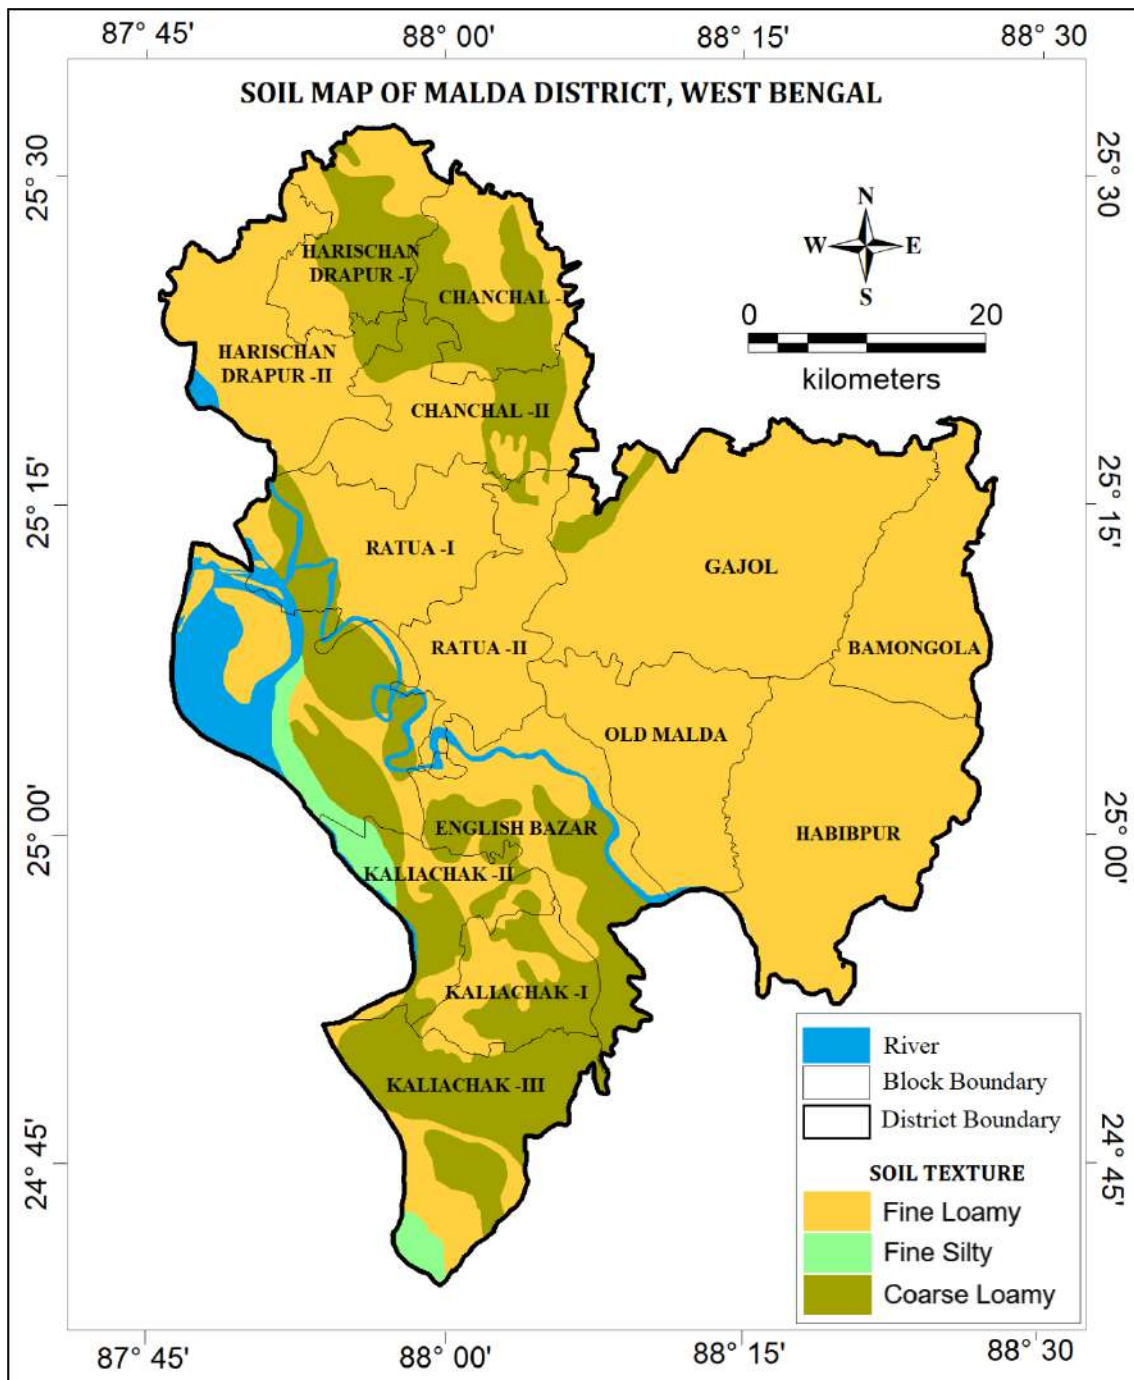 87° 45' 88° 00' 88° 15' 88° 30
SOIL MAP OF MALDA DISTRICT, WEST BENGAL
25° 30
25° 30
N
W E
S
HARISCHAN
DRAPUR -I
CHANCHAL -I
0 20
kilometers
HARISCHAN
DRAPUR -II
CHANCHAL -II
25° 15'
25° 15'
RATUA -I
GAJOL
RATUA -II
BAMONGOLA
OLD MALDA
25° 00'
25° 00'
ENGLISH BAZAR
HABIBPUR
KALIACHAK -II
KALIACHAK -I
KALIACHAK -III
River
Block Boundary
District Boundary
24° 45'
24° 45'
SOIL TEXTURE
Fine Loamy
Fine Silty
Coarse Loamy
87° 45' 88° 00' 88° 15' 88° 30